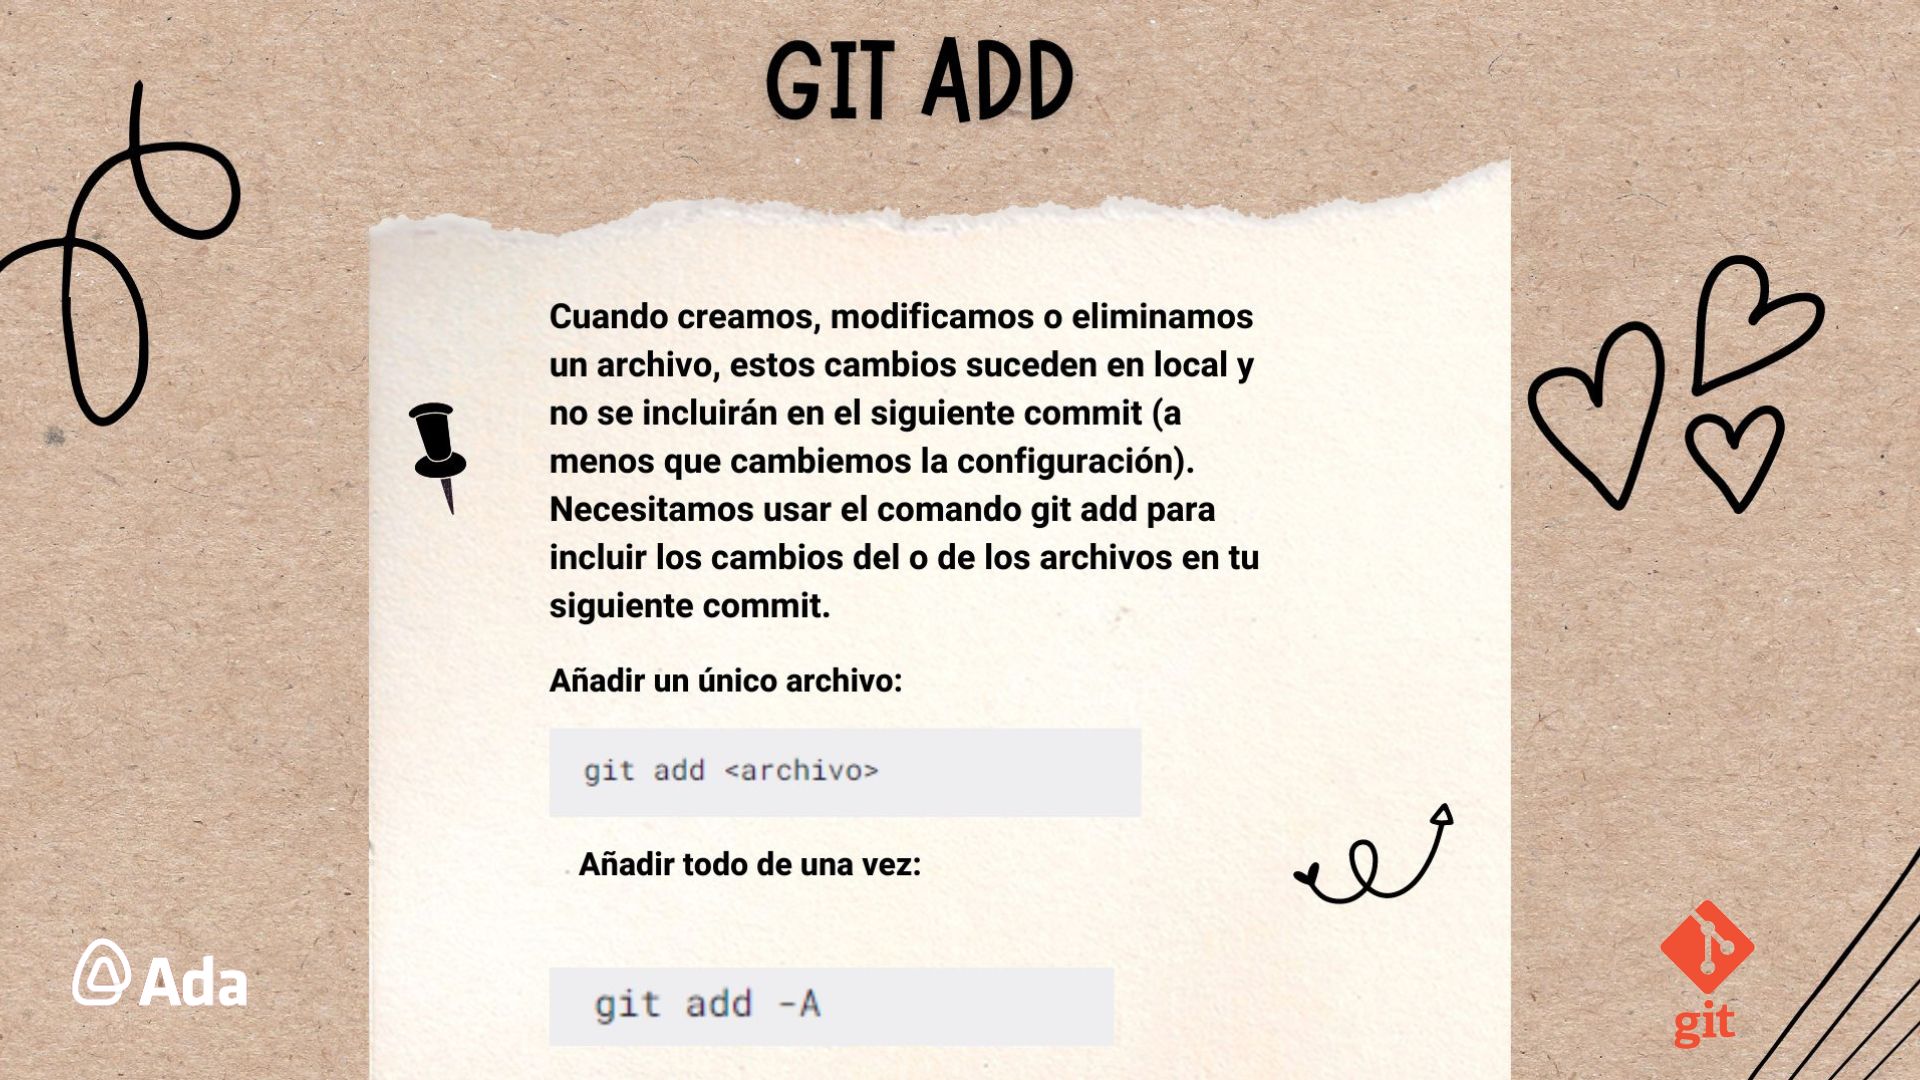 GIT ADD
Cuando creamos, modificamos o eliminamos
un archivo, estos cambios suceden en local y
no se incluirán en el siguiente commit (a
menos que cambiemos la configuración).
Necesitamos usar el comando git add para
incluir los cambios del o de los archivos en tu
siguiente commit.
Añadir un único archivo:
git add <archivo>
Añadir todo de una vez:
git add -A
Ada
git